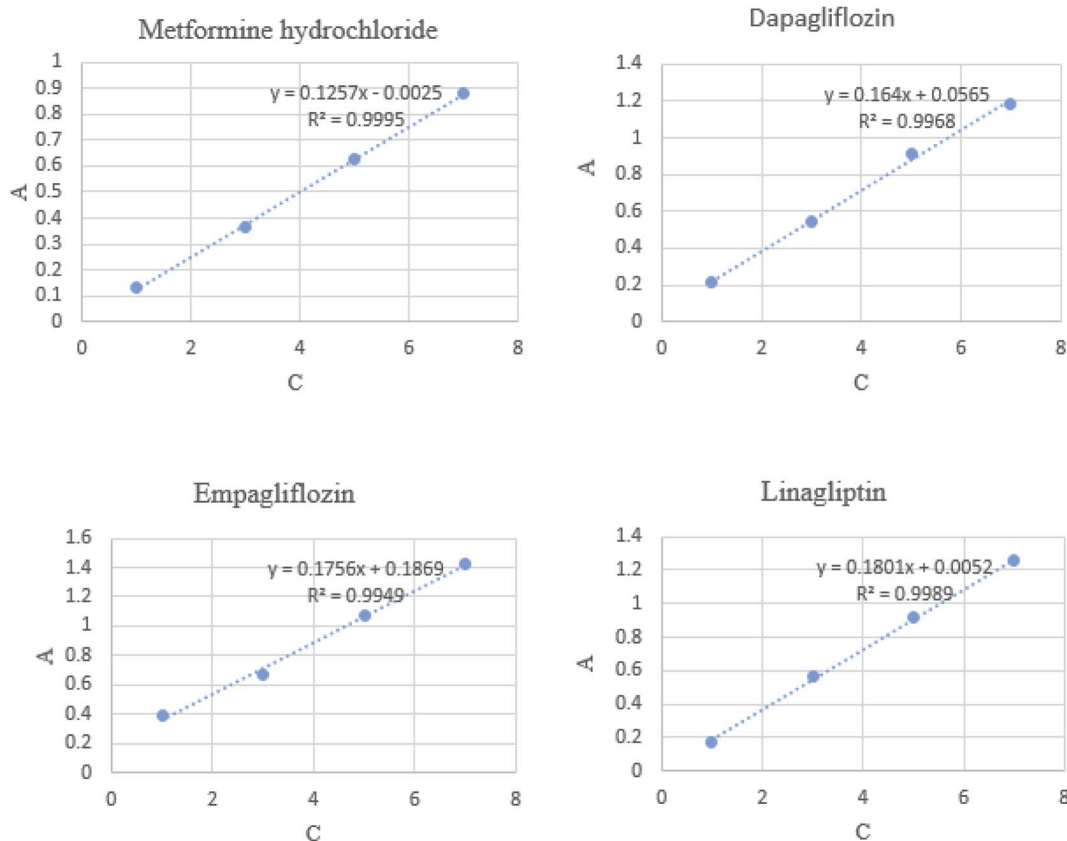 Metformine hydrochloride
1
0.9
0.8
0.7
0.6
0.5
0.4
0.3
0.2
0.1
0
A
y = 0.1257x - 0.0025
R² = 0.9995
0 2 4 6 8
C
Dapagliflozin
1.4
1.2
1
0.8
0.6
0.4
0.2
0
A
y = 0.164x + 0.0565
R² = 0.9968
0 2 4 6 8
C
Empagliflozin
1.6
1.4
1.2
1
0.8
0.6
0.4
0.2
0
A
y = 0.1756x + 0.1869
R² = 0.9949
0 2 4 6 8
C
Linagliptin
1.4
1.2
1
0.8
0.6
0.4
0.2
0
A
y = 0.1801x + 0.0052
R² = 0.9989
0 2 4 6 8
C